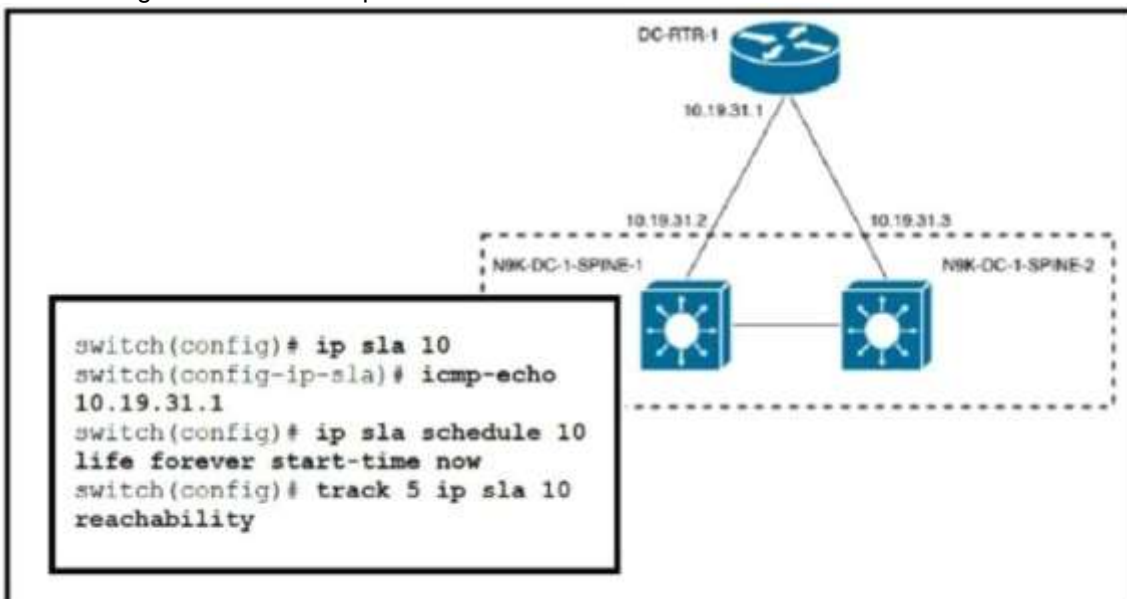 DC-RTR-1
10.19.31.1
10.19.31.2
10.19.31.3
N9K-DC-1-SPINE-1
N9K-DC-1-SPINE-2
switch(config)# ip sla 10
switch(config-ip-sla)# icmp-echo
10.19.31.1
switch(config)# ip sla schedule 10
life forever start-time now
switch(config)# track 5 ip sla 10
reachability